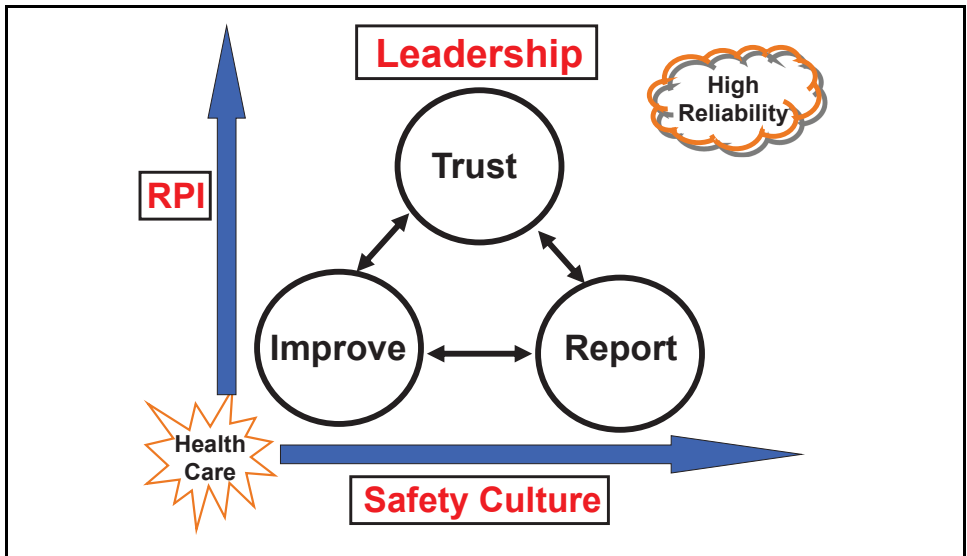 Leadership
High
Reliability
Trust
RPI
Improve
Report
Health
Care
Safety Culture